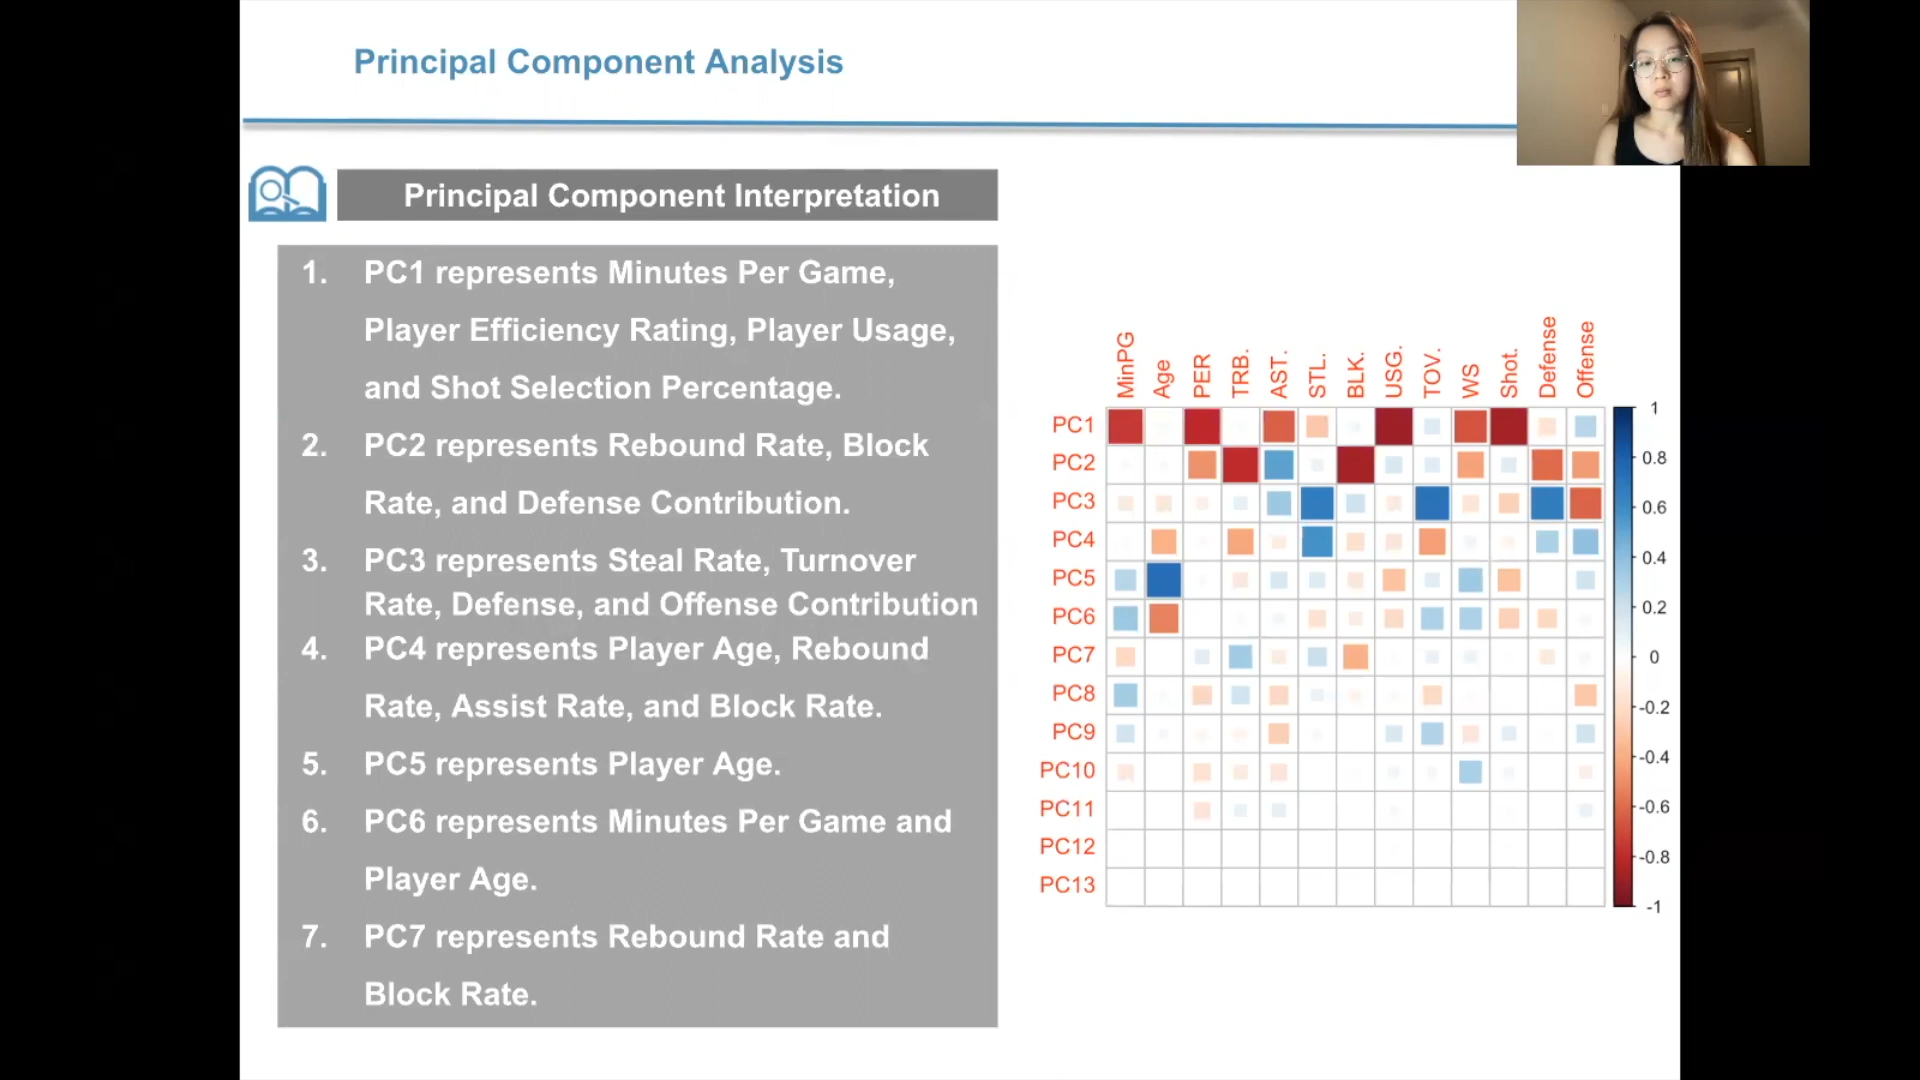 Principal Component Analysis
Principal Component Interpretation
1. PC1 represents Minutes Per Game,
Player Efficiency Rating, Player Usage,
and Shot Selection Percentage.
2. PC2 represents Rebound Rate, Block
Rate, and Defense Contribution.
3. PC3 represents Steal Rate, Turnover
Rate, Defense, and Offense Contribution
4. PC4 represents Player Age, Rebound
Rate, Assist Rate, and Block Rate.
5. PC5 represents Player Age.
6. PC6 represents Minutes Per Game and
Player Age.
7. PC7 represents Rebound Rate and
Block Rate.
MinPG Age PER TRB. AST. STL. BLK. USG. TOV. WS Shot. Defense Offense
PC1
PC2
PC3
PC4
PC5
PC6
PC7
PC8
PC9
PC10
PC11
PC12
PC13
1
0.8
0.6
0.4
0.2
0
-0.2
-0.4
-0.6
-0.8
-1